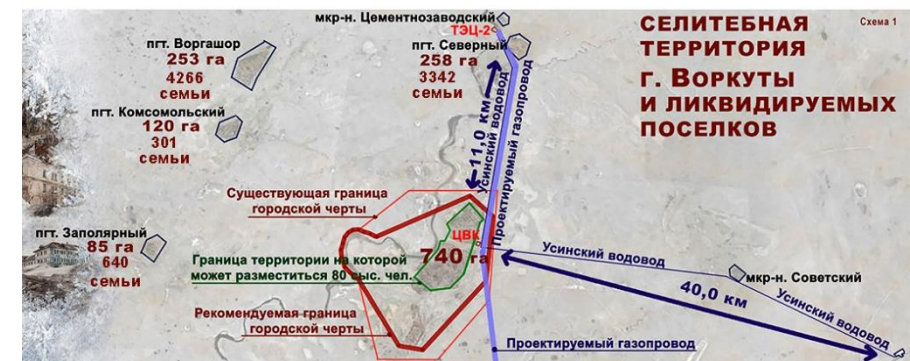 мкр-н. Цементнозаводский
ТЭЦ-2
пгт. Северный
258 га
3342
семьи
пгт. Воргашор
253 га
4266
семьи
пгт. Комсомольский
120 га
301
семьи
пгт. Заполярный
85 га
640
семьи
Схема 1
СЕЛИТЕБНАЯ
ТЕРРИТОРИЯ
г. ВОРКУТЫ
И ЛИКВИДИРУЕМЫХ
ПОСЕЛКОВ
11,0 км
Усинский водовод
Проектируемый газопровод
Существующая граница
городской черты
ЦВК
740 га
Граница территории на которой
может разместиться 80 тыс. чел.
Рекомендуемая граница
городской черты
Усинский водовод
мкр-н. Советский
40,0 км
Усинский водовод
Проектируемый газопровод